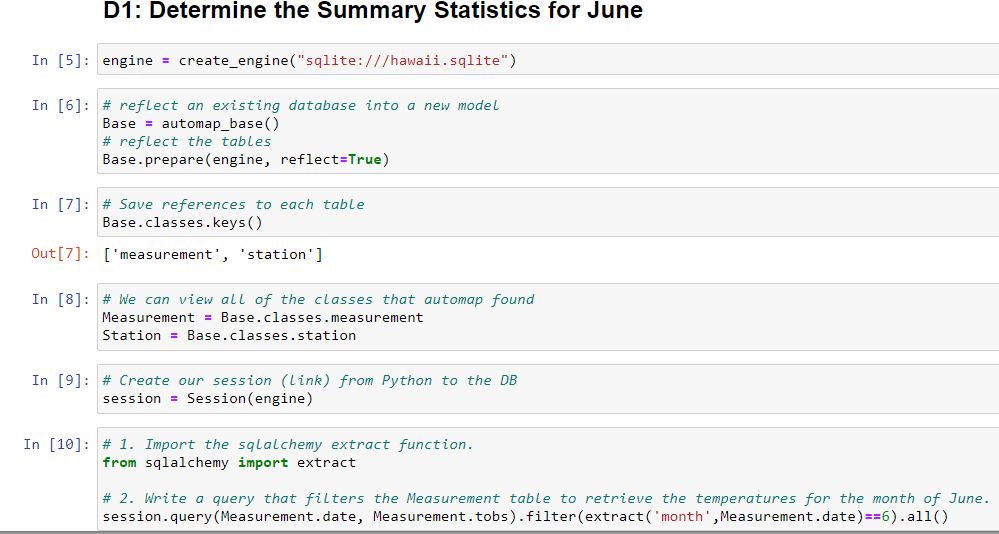 D1: Determine the Summary Statistics for June
In [5]: engine = create_engine("sqlite:///hawaii.sqlite")
In [6]: # reflect an existing database into a new model
Base = automap_base()
# reflect the tables
Base.prepare(engine, reflect=True)
In [7]: # Save references to each table
Base.classes.keys()
Out[7]: ['measurement', 'station']
In [8]: # We can view all of the classes that automap found
Measurement = Base.classes.measurement
Station = Base.classes.station
In [9]: # Create our session (link) from Python to the DB
session = Session(engine)
In [10]: # 1. Import the sqlalchemy extract function.
from sqlalchemy import extract
# 2. Write a query that filters the Measurement table to retrieve the temperatures for the month of June.
session.query(Measurement.date, Measurement.tobs).filter(extract('month',Measurement.date)==6).all()